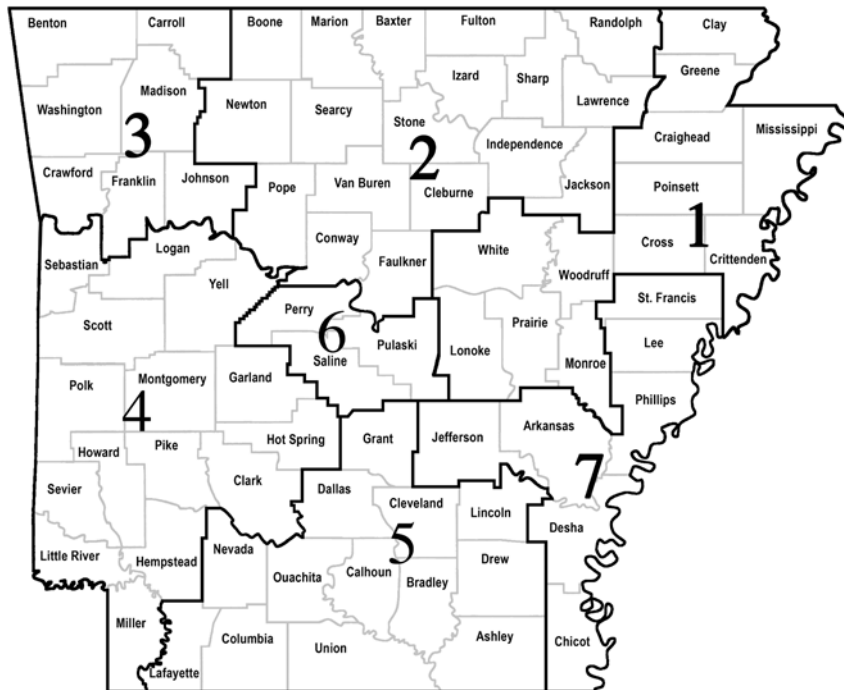 Benton
Carroll
Boone
Marion
Baxter
Fulton
Randolph
Clay
Greene
Izard
Sharp
Lawrence
Madison
Washington
Newton
Searcy
Stone
3
2
Independence
Craighead
Mississippi
Crawford
Franklin
Johnson
Pope
Van Buren
Cleburne
Jackson
Poinsett
1
Cross
Crittenden
Conway
Faulkner
White
Woodruff
Sebastian
Logan
Yell
Scott
Perry
6
Pulaski
Saline
Lonoke
Prairie
Monroe
St. Francis
Lee
Phillips
Polk
Montgomery
Garland
4
Hot Spring
Grant
Jefferson
Arkansas
7
Howard
Pike
Clark
Sevier
Dallas
Cleveland
Lincoln
Desha
5
Little River
Hempstead
Nevada
Ouachita
Calhoun
Bradley
Drew
Miller
Lafayette
Columbia
Union
Ashley
Chicot